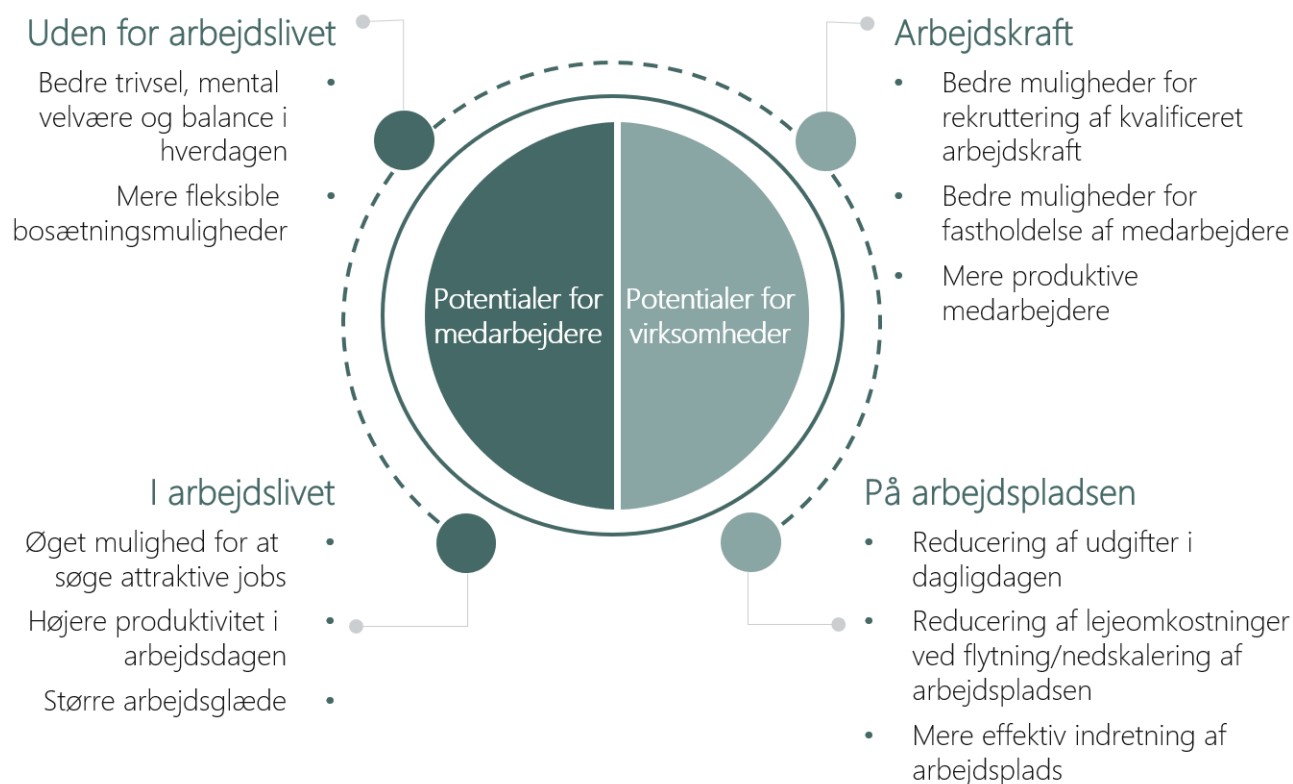 Uden for arbejdslivet
• Bedre trivsel, mental
velvære og balance i
hverdagen
• Mere fleksible
bosætningsmuligheder
Arbejdskraft
• Bedre muligheder for
rekruttering af kvalificeret
arbejdskraft
• Bedre muligheder for
fastholdelse af medarbejdere
• Mere produktive
medarbejdere
Potentialer for
medarbejdere
Potentialer for
virksomheder
I arbejdslivet
• Øget mulighed for at
søge attraktive jobs
• Højere produktivitet i
arbejdsdagen
• Større arbejdsglæde
På arbejdspladsen
• Reducering af udgifter i
dagligdagen
• Reducering af lejeomkostninger
ved flytning/nedskalering af
arbejdspladsen
• Mere effektiv indretning af
arbejdsplads